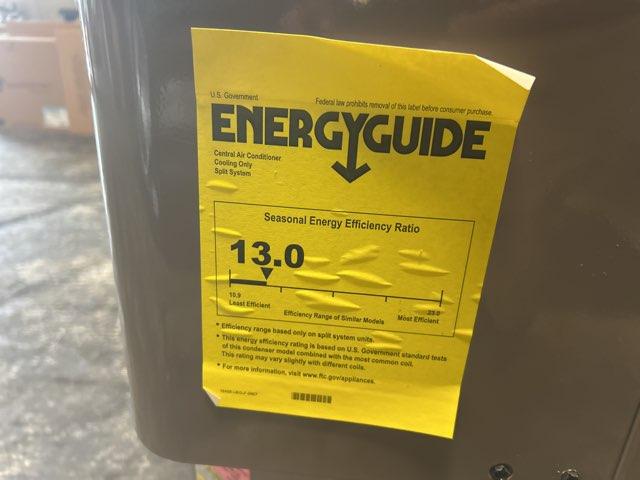 U.S. Government
Federal law prohibits removal of this label before consumer purchase.
ENERGYGUIDE
Central Air Conditioner
Cooling Only
Split System
Seasonal Energy Efficiency Ratio
13.0
10.9
23.0
Least Efficient
Efficiency Range of Similar Models
Most Efficient
* Efficiency range based only on split system units.
* This energy efficiency rating is based on U.S. Government standard tests
of this condenser model combined with the most common coil.
This rating may vary slightly with different coils.
* For more information, visit www.ftc.gov/appliances.